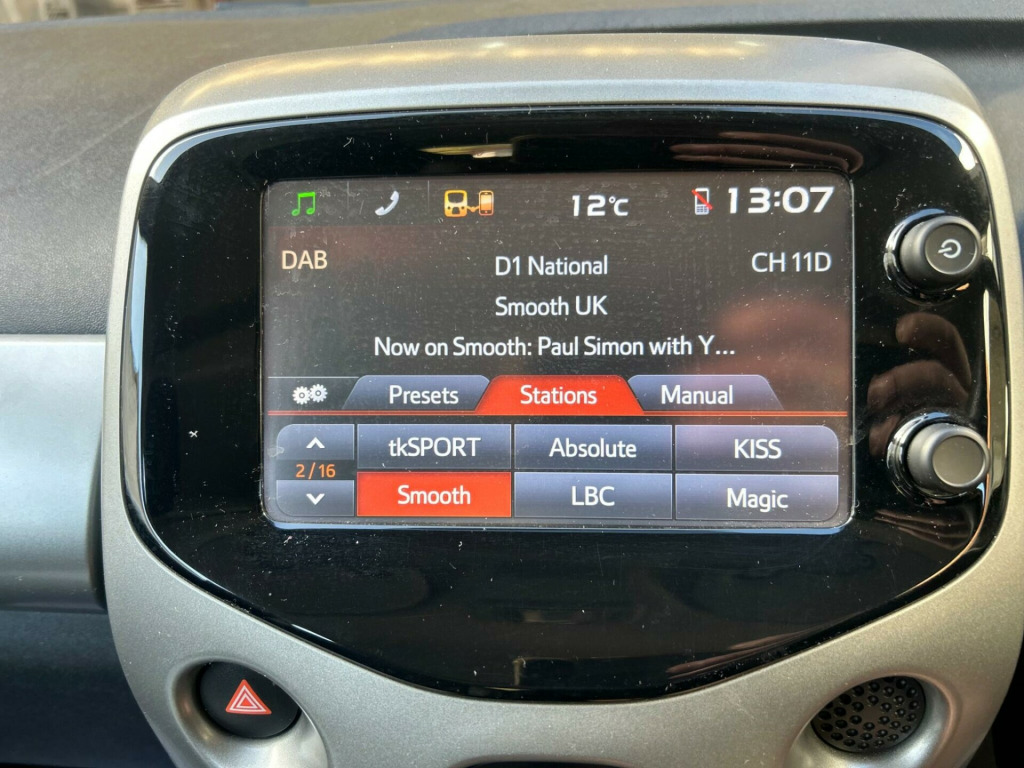 12°C 13:07
DAB D1 National CH 11D
Smooth UK
Now on Smooth: Paul Simon with Y...
Presets Stations Manual
tkSPORT Absolute KISS
2/16
Smooth LBC Magic